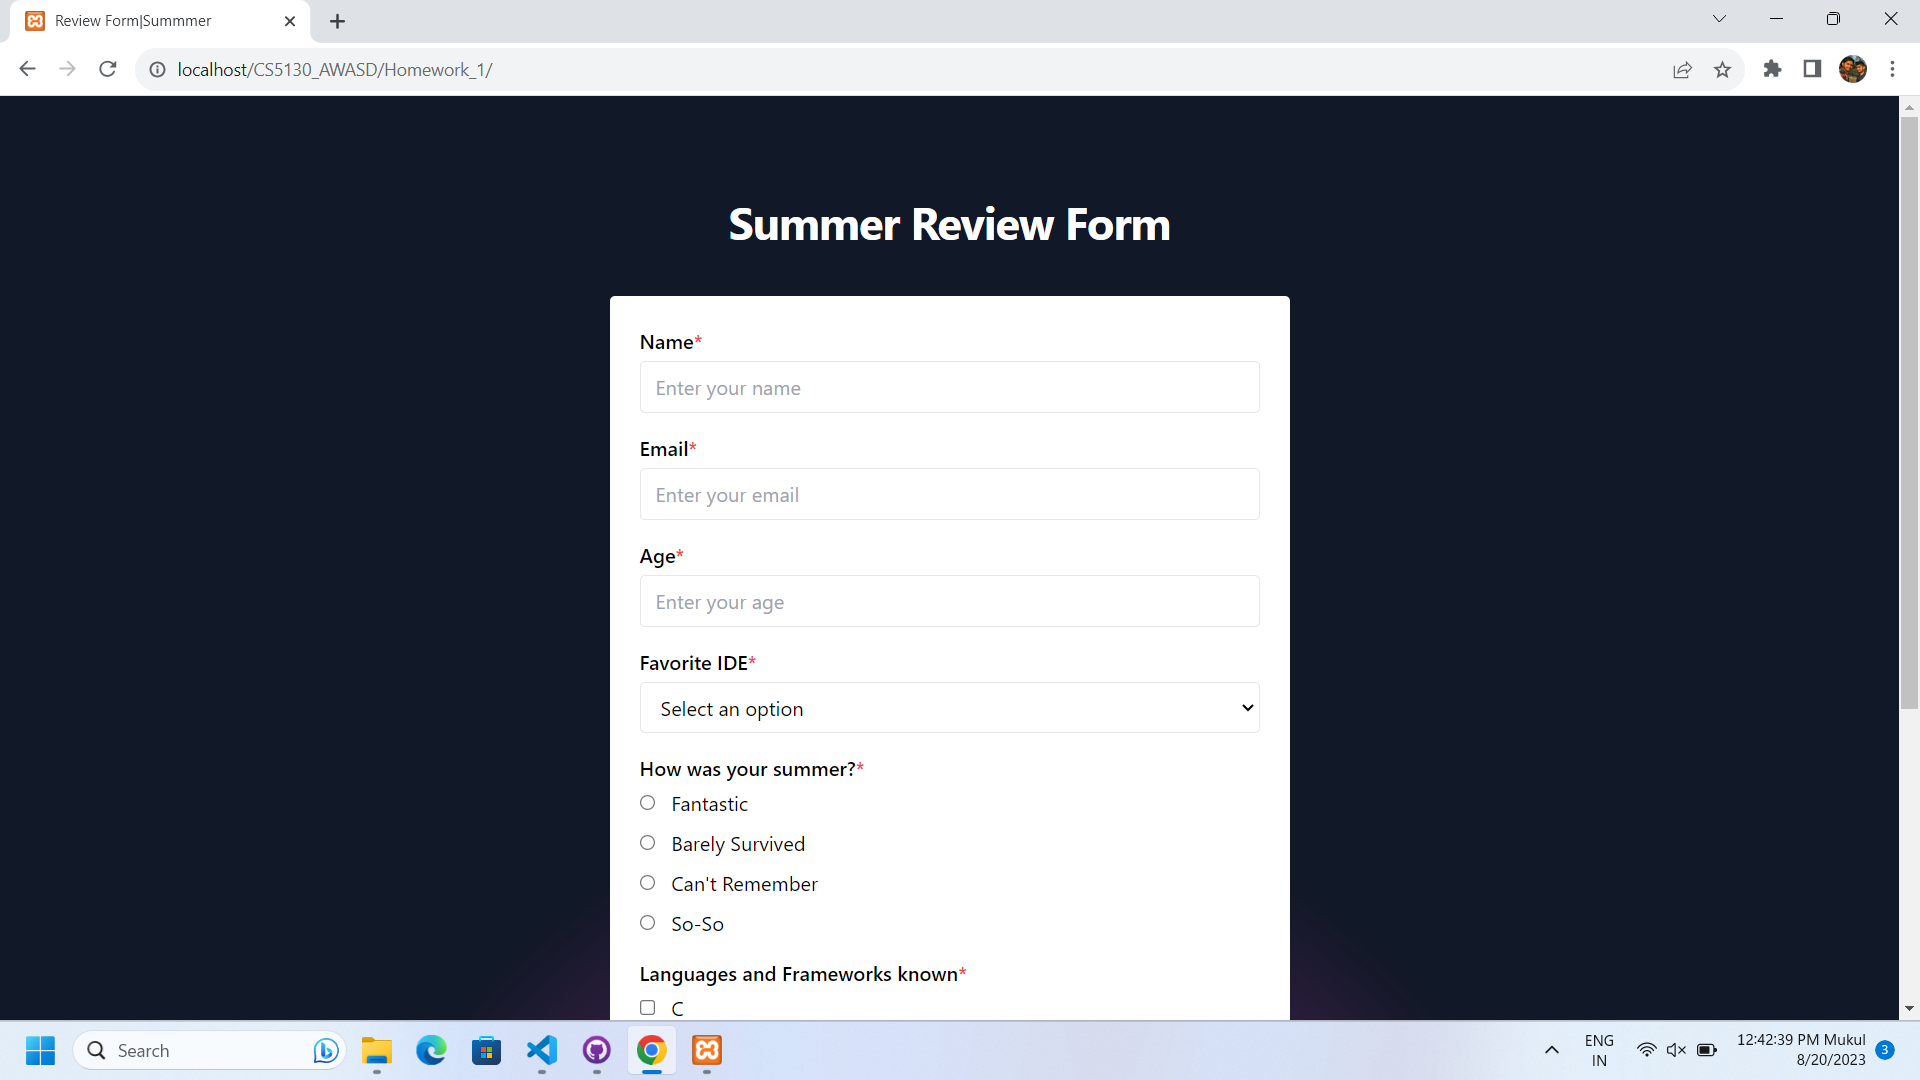 Review Form|Summmer
localhost/CS5130_AWASD/Homework_1/
Summer Review Form
Name*
Enter your name
Email*
Enter your email
Age*
Enter your age
Favorite IDE*
Select an option
How was your summer?*
Fantastic
Barely Survived
Can't Remember
So-So
Languages and Frameworks known*
C
Search
ENG
IN
12:42:39 PM Mukul
8/20/2023
3